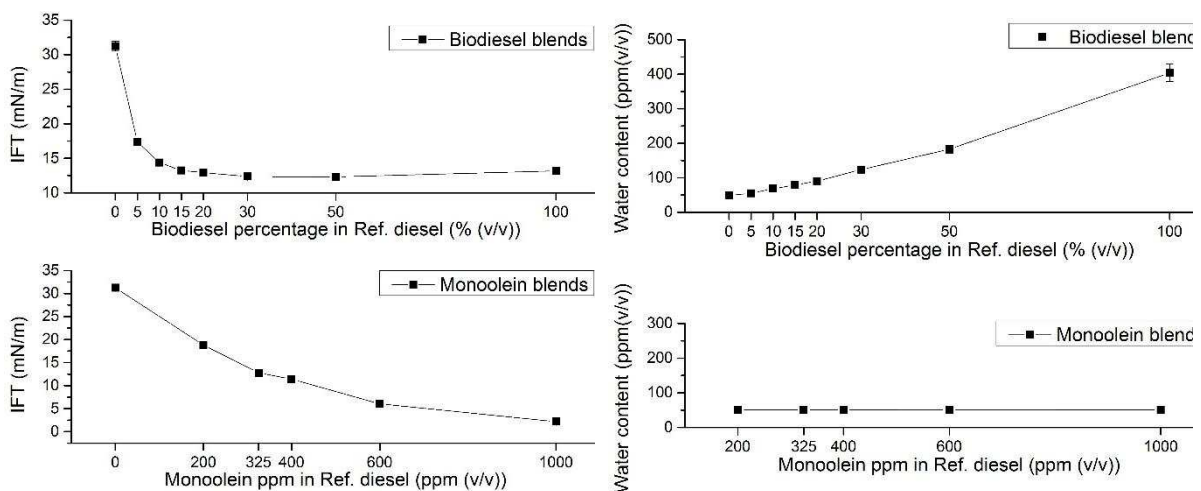 35
30
25
20
15
10
IFT (mN/m)
Biodiesel blends
0 5 10 15 20 30 50 100
Biodiesel percentage in Ref. diesel (% (v/v))
500
400
300
200
100
0
Water content (ppm(v/v))
Biodiesel blend
0 5 10 15 20 30 50 100
Biodiesel percentage in Ref. diesel (% (v/v))
35
30
25
20
15
10
5
0
IFT (mN/m)
Monoolein blends
0 200 325 400 600 1000
Monoolein ppm in Ref. diesel (ppm (v/v))
300
200
100
0
Water content (ppm(v/v))
Monoolein blend
200 325 400 600 1000
Monoolein ppm in Ref. diesel (ppm (v/v))